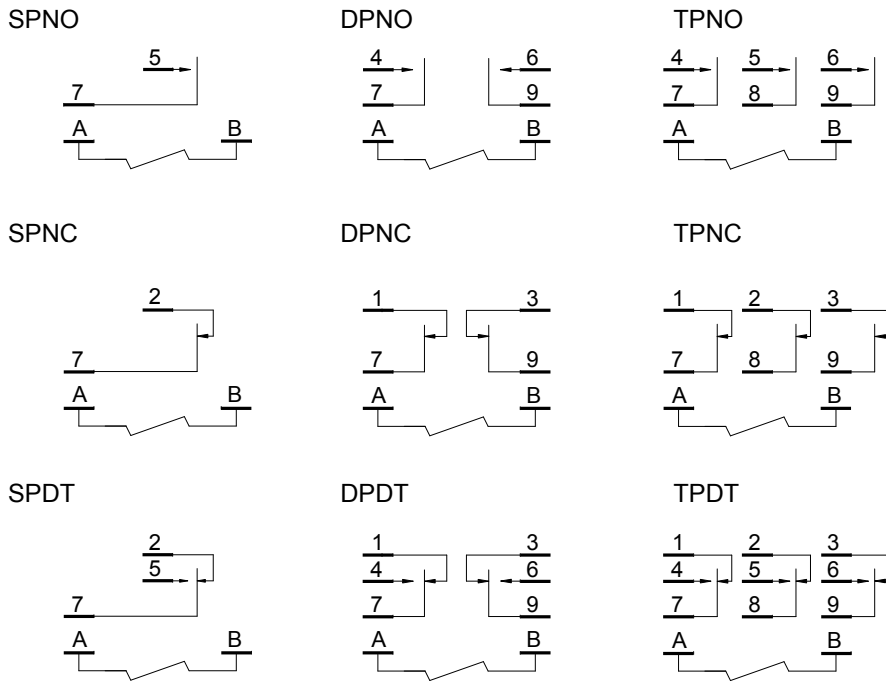 SPNO DPNO TPNO
5 4 6 4 5 6
7 7 9 7 8 9
A B A B A B
SPNC DPNC TPNC
2 1 3 1 2 3
7 7 9 7 8 9
A B A B A B
SPDT DPDT TPDT
2 1 3 1 2 3
5 4 6 4 5 6
7 7 9 7 8 9
A B A B A B